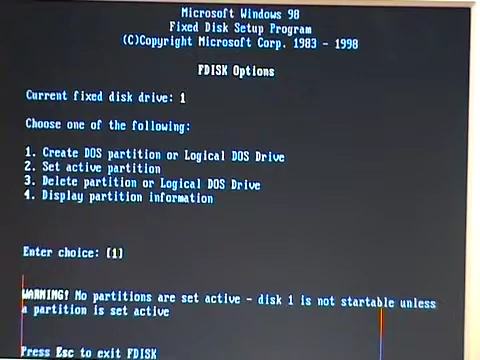 Microsoft Windows 98
Fixed Disk Setup Program
(C)Copyright Microsoft Corp. 1983 - 1998
FDISK Options
Current fixed disk drive: 1
Choose one of the following:
1. Create DOS partition or Logical DOS Drive
2. Set active partition
3. Delete partition or Logical DOS Drive
4. Display partition information
Enter choice: [1]
WARNING! No partitions are set active - disk 1 is not startable unless
a partition is set active
Press Esc to exit FDISK